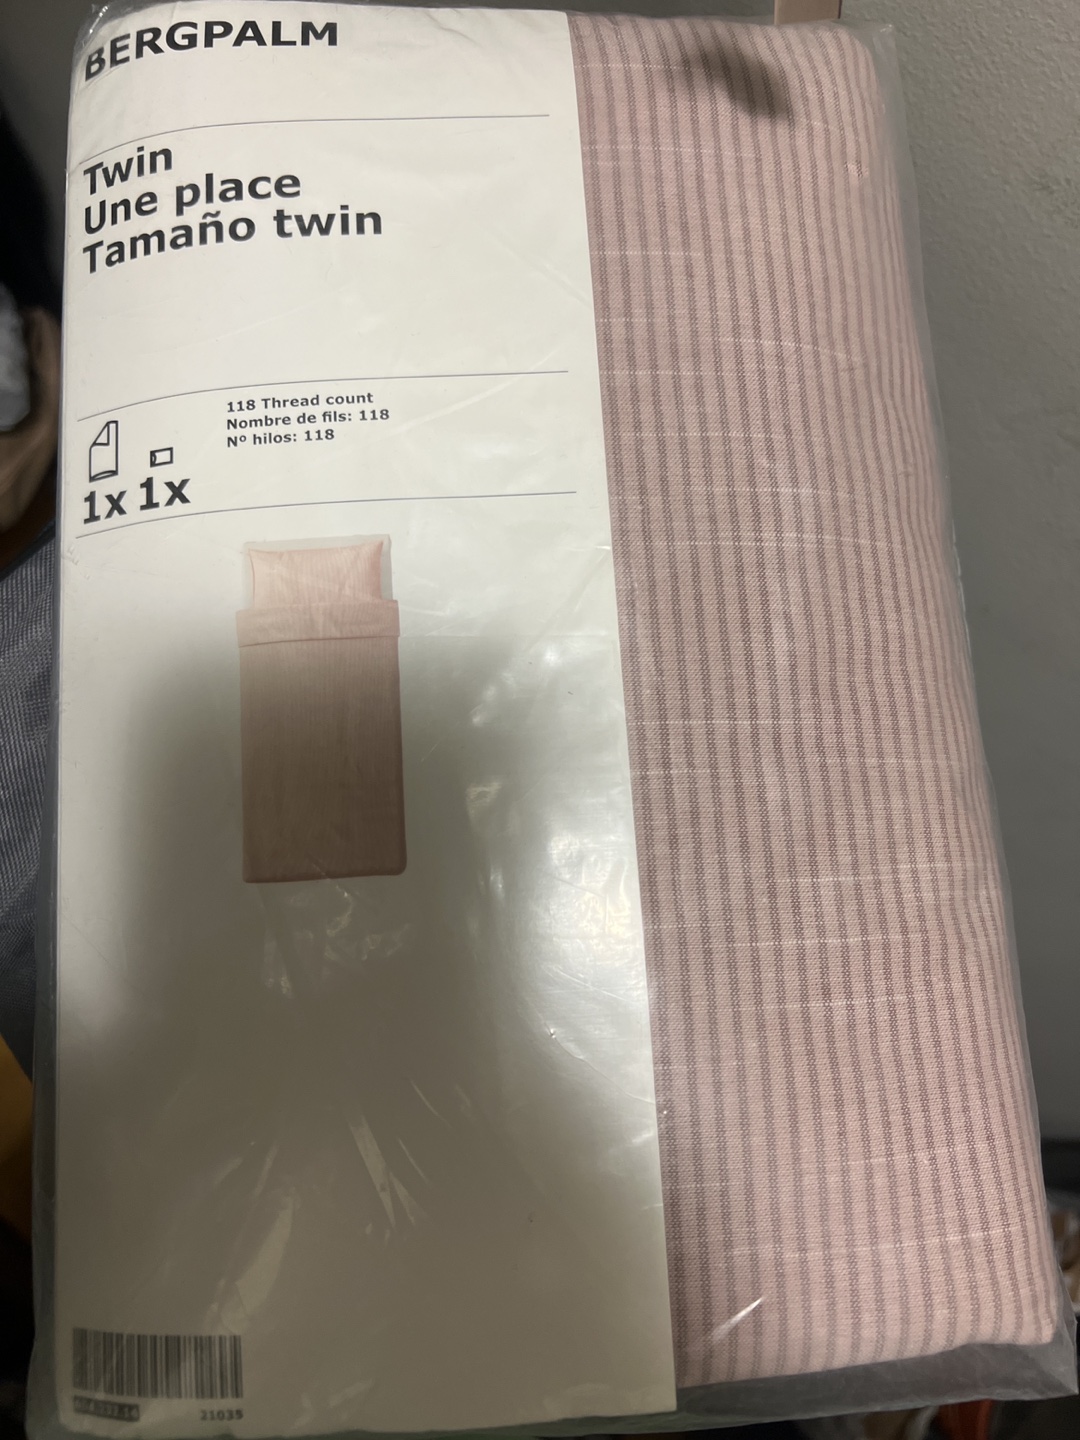 BERGPALM
Twin
Une place
Tamaño twin
118 Thread count
Nombre de fils: 118
Nº hilos: 118
1x 1x
21035